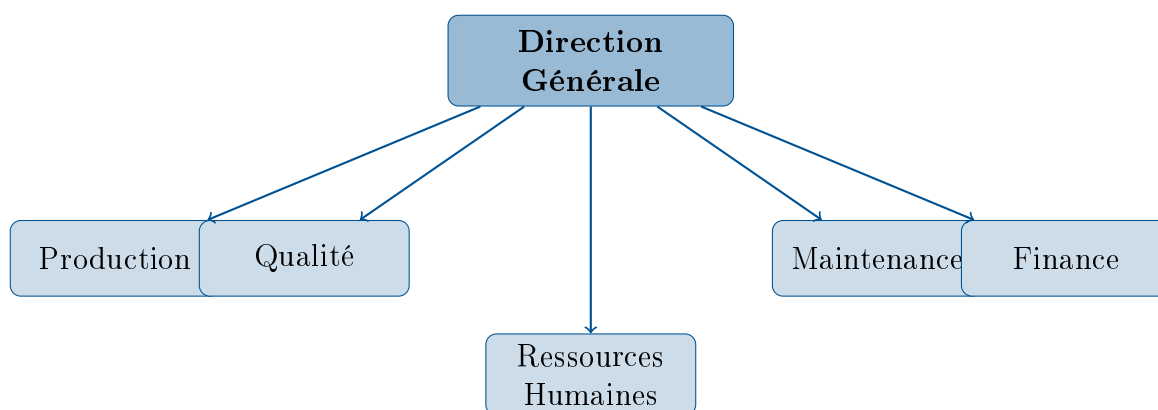 Direction
Générale
Production
Qualité
Maintenance
Finance
Ressources
Humaines